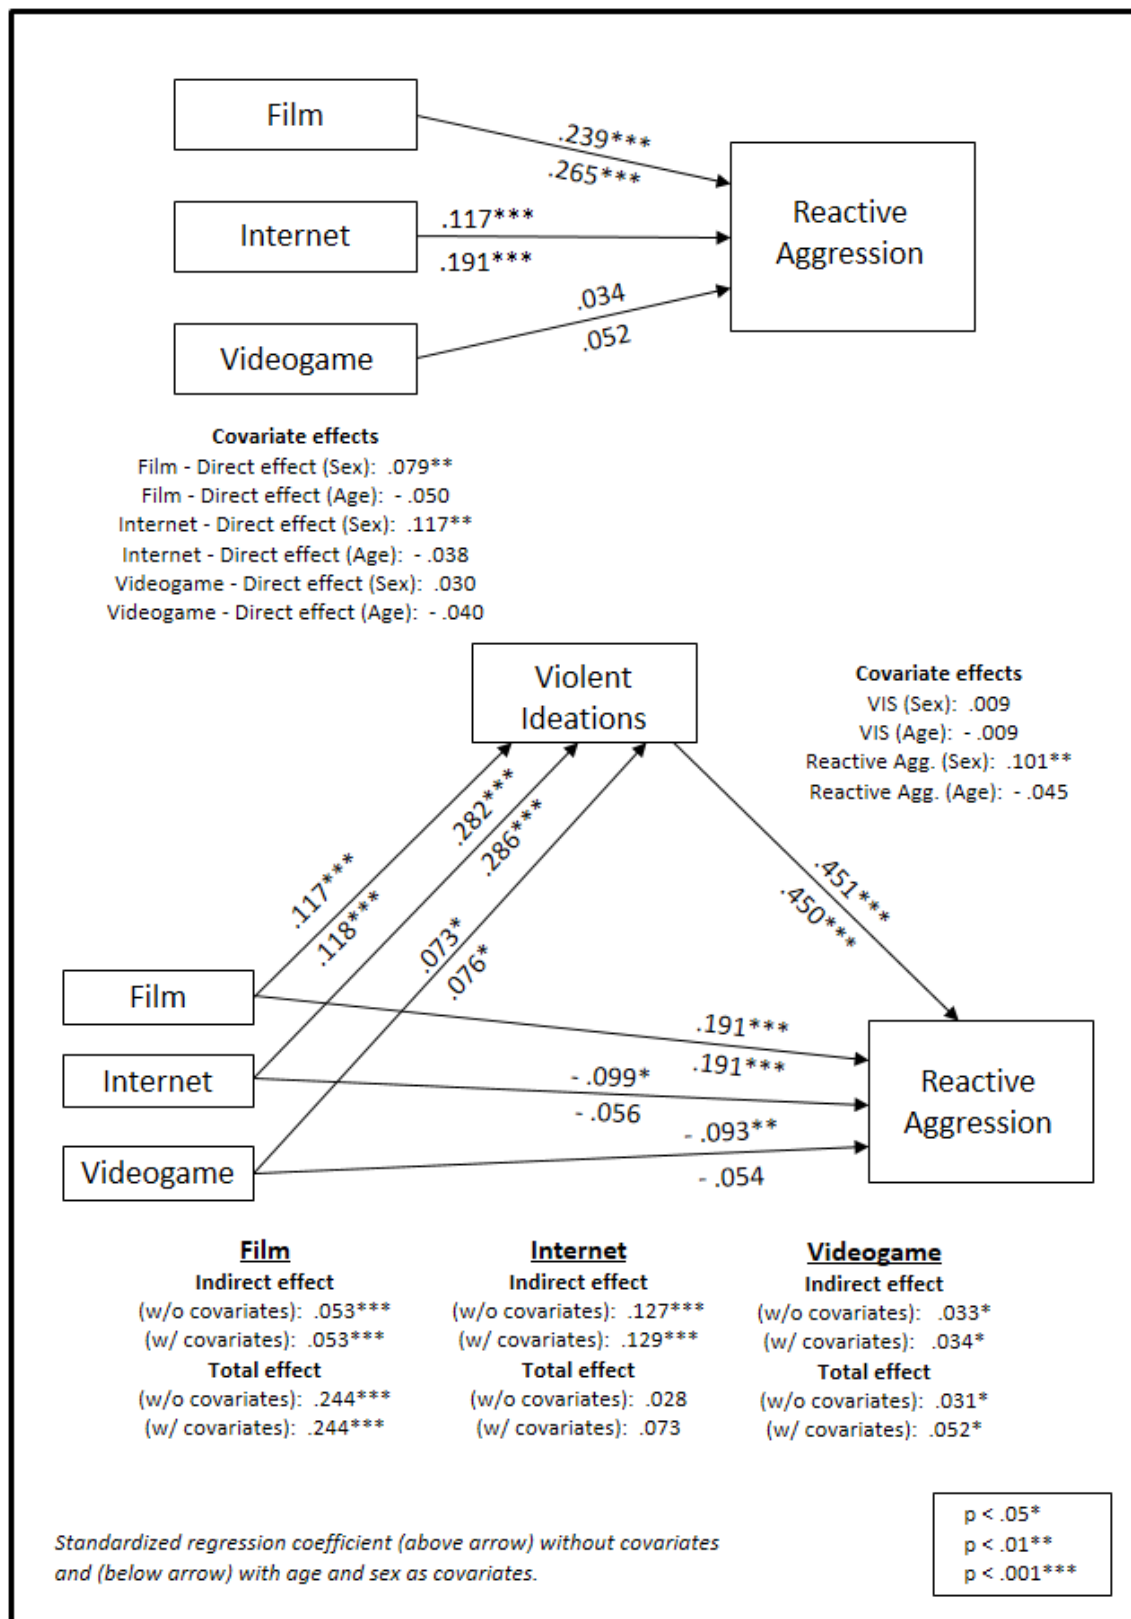 Film
.239***
.265***
Reactive
Aggression
Internet
.117***
.191***
Videogame
.034
.052
Covariate effects
Film - Direct effect (Sex): .079**
Film - Direct effect (Age): - .050
Internet - Direct effect (Sex): .117**
Internet - Direct effect (Age): - .038
Videogame - Direct effect (Sex): .030
Videogame - Direct effect (Age): - .040
Violent
Ideations
Covariate effects
VIS (Sex): .009
VIS (Age): - .009
Reactive Agg. (Sex): .101**
Reactive Agg. (Age): - .045
.117***
.118***
.282***
.286***
.073*
.076*
.451***
.450***
Film
Internet
Videogame
.191***
.191***
- .099*
- .056
- .093**
- .054
Reactive
Aggression
Film
Indirect effect
(w/o covariates): .053***
(w/ covariates): .053***
Total effect
(w/o covariates): .244***
(w/ covariates): .244***
Internet
Indirect effect
(w/o covariates): .127***
(w/ covariates): .129***
Total effect
(w/o covariates): .028
(w/ covariates): .073
Videogame
Indirect effect
(w/o covariates): .033*
(w/ covariates): .034*
Total effect
(w/o covariates): .031*
(w/ covariates): .052*
Standardized regression coefficient (above arrow) without covariates
and (below arrow) with age and sex as covariates.
p < .05*
p < .01**
p < .001***